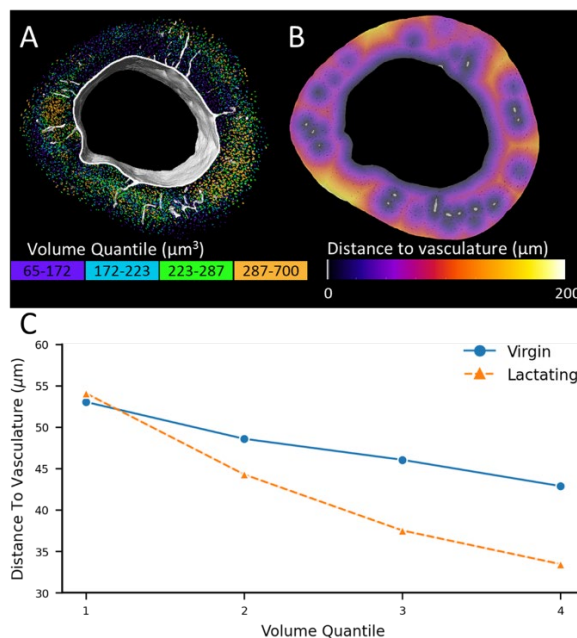 A
B
Volume Quantile (μm³)
65-172 172-223 223-287 287-700
Distance to vasculature (μm)
0 200
C
60
55
50
45
40
35
30
Distance To Vasculature (μm)
Virgin
Lactating
1 2 3 4
Volume Quantile